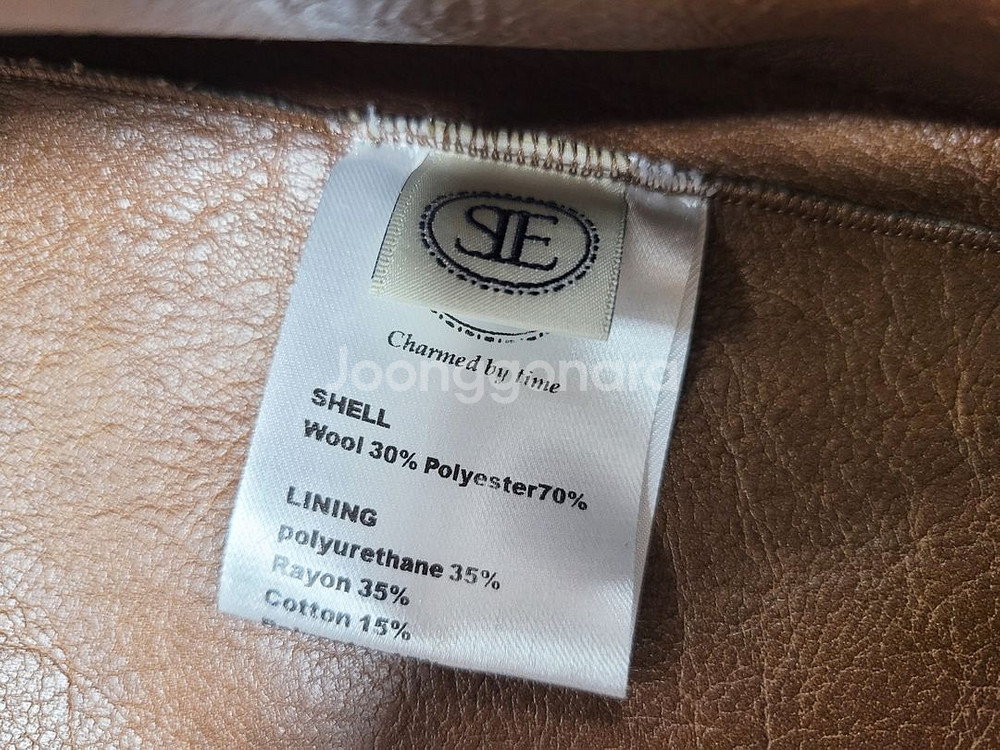 SIE
Charmed by time
Joonggonara
SHELL
Wool 30% Polyester70%
LINING
polyurethane 35%
Rayon 35%
Cotton 15%